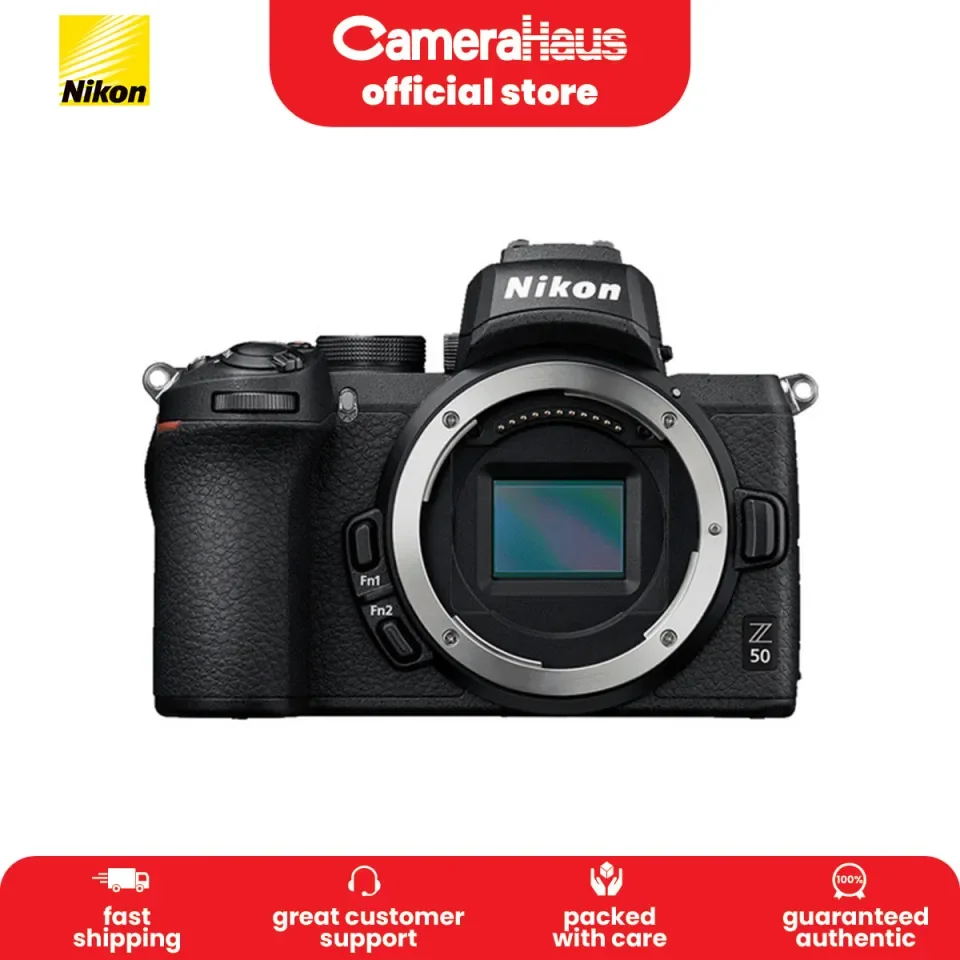 Nikon
CameraHaus
official store
Nikon
Fn1
Fn2
Z
50
fast
shipping
great customer
support
packed
with care
100%
guaranteed
authentic